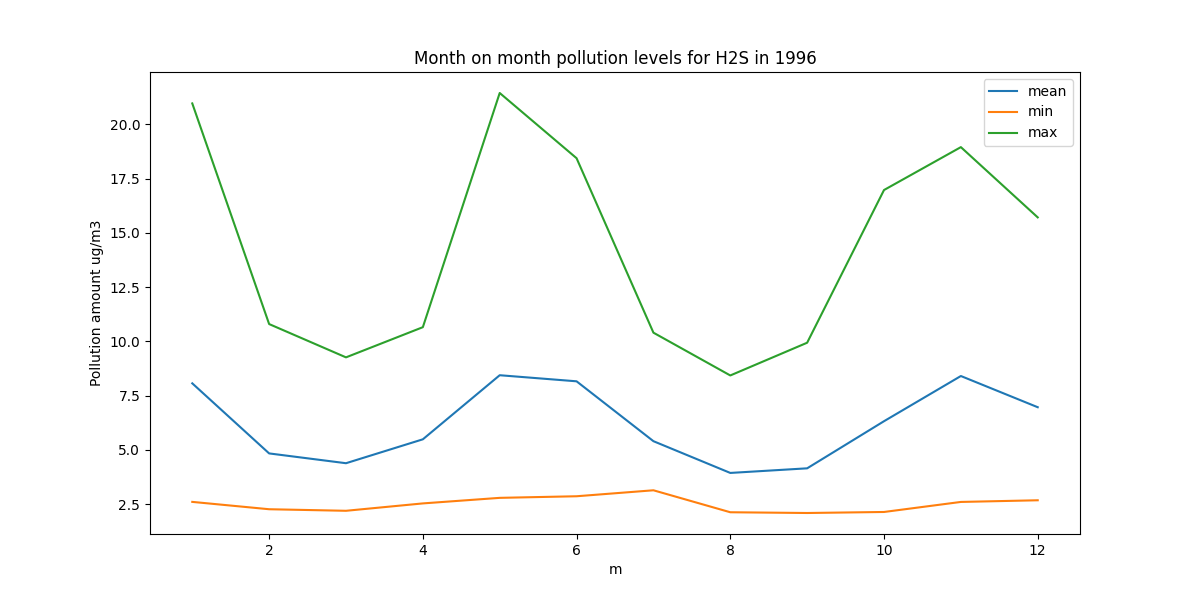 Month on month pollution levels for H2S in 1996
mean
min
max
Pollution amount ug/m3
20.0
17.5
15.0
12.5
10.0
7.5
5.0
2.5
2 4 6 8 10 12
m